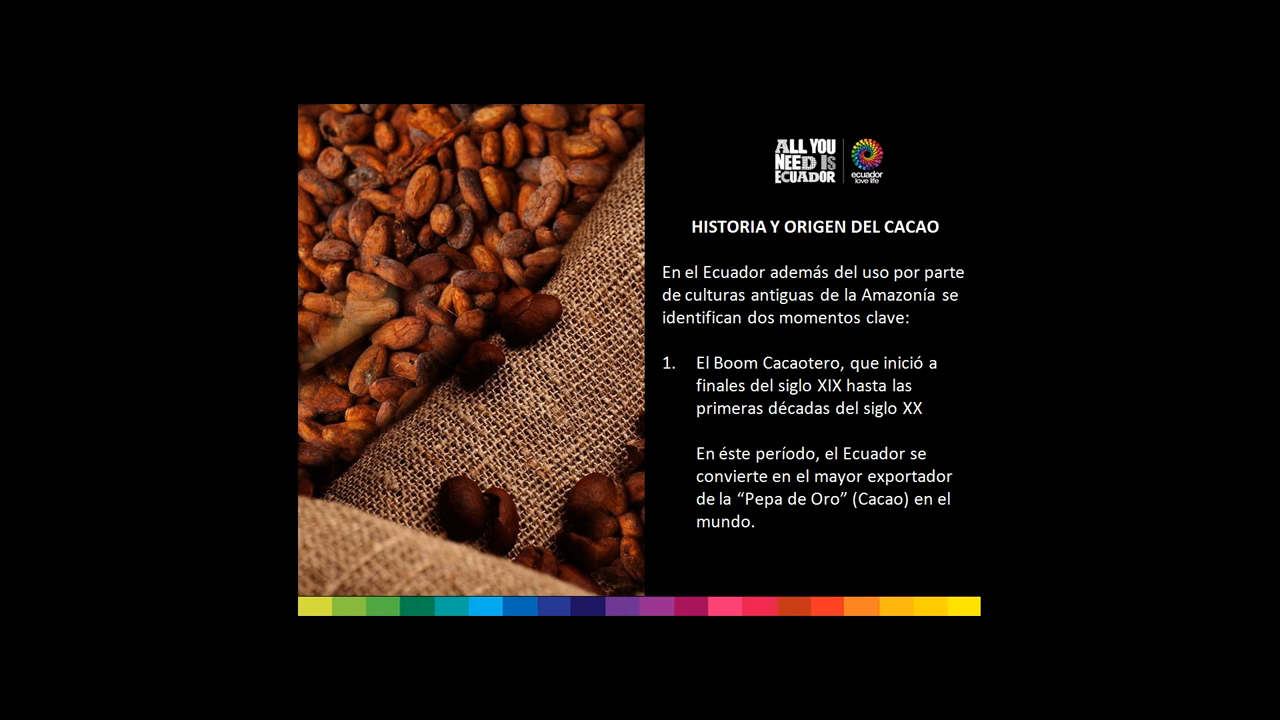 ALL YOU
NEED IS
ECUADOR
ecuador
love life
HISTORIA Y ORIGEN DEL CACAO
En el Ecuador además del uso por parte
de culturas antiguas de la Amazonía se
identifican dos momentos clave:
1. El Boom Cacaotero, que inició a
finales del siglo XIX hasta las
primeras décadas del siglo XX
En éste período, el Ecuador se
convierte en el mayor exportador
de la “Pepa de Oro” (Cacao) en el
mundo.